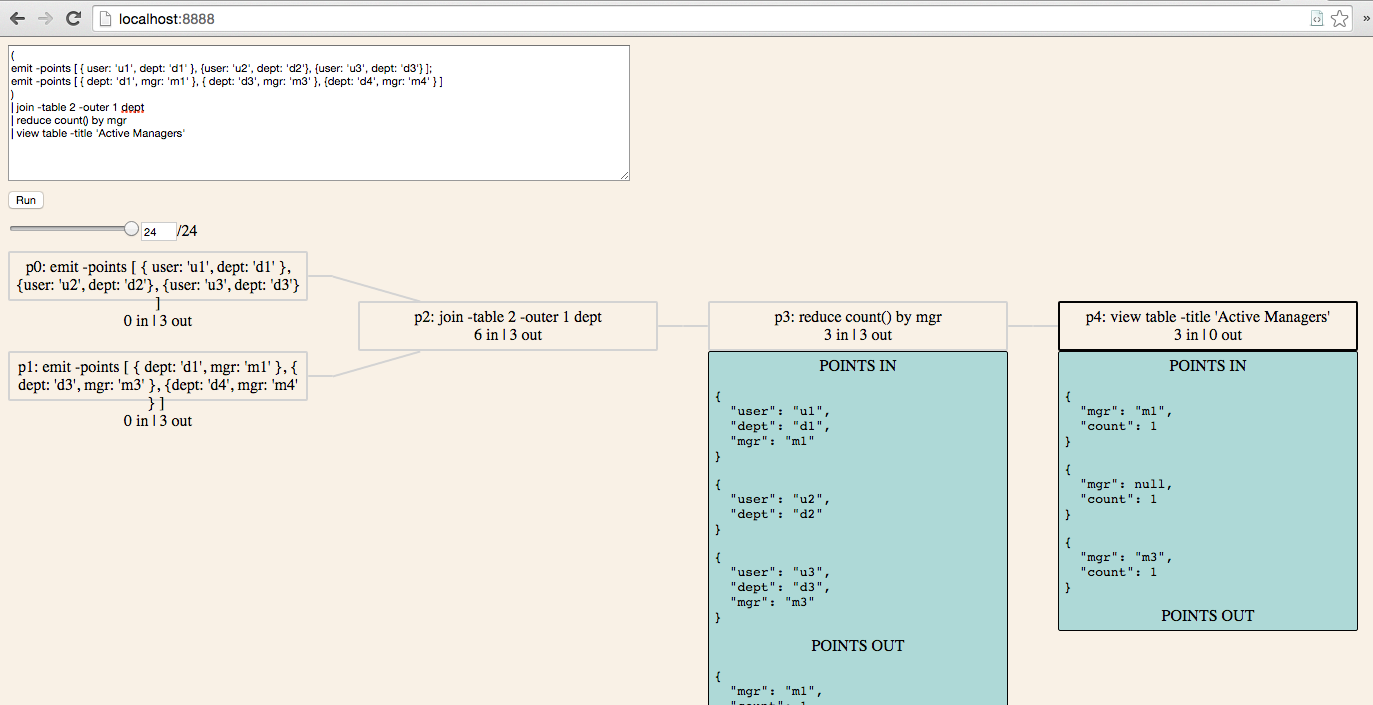 localhost:8888
»
(
emit -points [ { user: 'u1', dept: 'd1' }, {user: 'u2', dept: 'd2'}, {user: 'u3', dept: 'd3'} ];
emit -points [ { dept: 'd1', mgr: 'm1' }, { dept: 'd3', mgr: 'm3' }, {dept: 'd4', mgr: 'm4' } ]
)
| join -table 2 -outer 1 dept
| reduce count() by mgr
| view table -title 'Active Managers'
Run
24 /24
p0: emit -points [ { user: 'u1', dept: 'd1' },
{user: 'u2', dept: 'd2'}, {user: 'u3', dept: 'd3'}
]
0 in | 3 out
p1: emit -points [ { dept: 'd1', mgr: 'm1' }, {
dept: 'd3', mgr: 'm3' }, {dept: 'd4', mgr: 'm4'
} ]
0 in | 3 out
p2: join -table 2 -outer 1 dept
6 in | 3 out
p3: reduce count() by mgr
3 in | 3 out
POINTS IN
{
"user": "u1",
"dept": "d1",
"mgr": "m1"
}
{
"user": "u2",
"dept": "d2"
}
{
"user": "u3",
"dept": "d3",
"mgr": "m3"
}
POINTS OUT
{
"mgr": "m1",
"count": 1
p4: view table -title 'Active Managers'
3 in | 0 out
POINTS IN
{
"mgr": "m1",
"count": 1
}
{
"mgr": null,
"count": 1
}
{
"mgr": "m3",
"count": 1
}
POINTS OUT